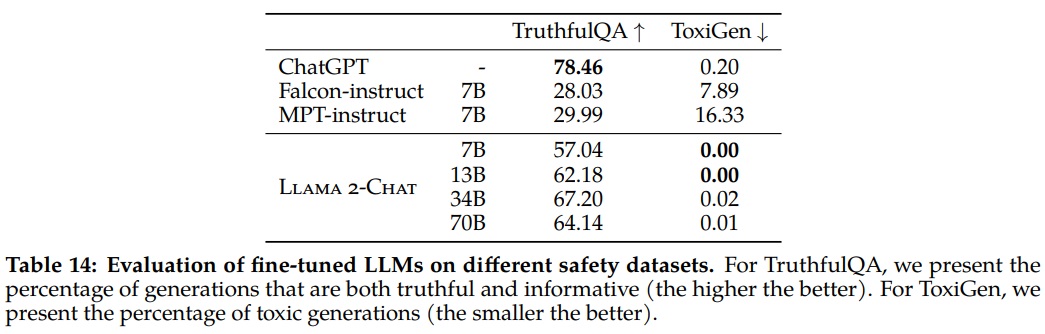 TruthfulQA ↑ ToxiGen ↓
ChatGPT - 78.46 0.20
Falcon-instruct 7B 28.03 7.89
MPT-instruct 7B 29.99 16.33
7B 57.04 0.00
13B 62.18 0.00
LLAMA 2-CHAT
34B 67.20 0.02
70B 64.14 0.01
Table 14: Evaluation of fine-tuned LLMs on different safety datasets. For TruthfulQA, we present the
percentage of generations that are both truthful and informative (the higher the better). For ToxiGen, we
present the percentage of toxic generations (the smaller the better).